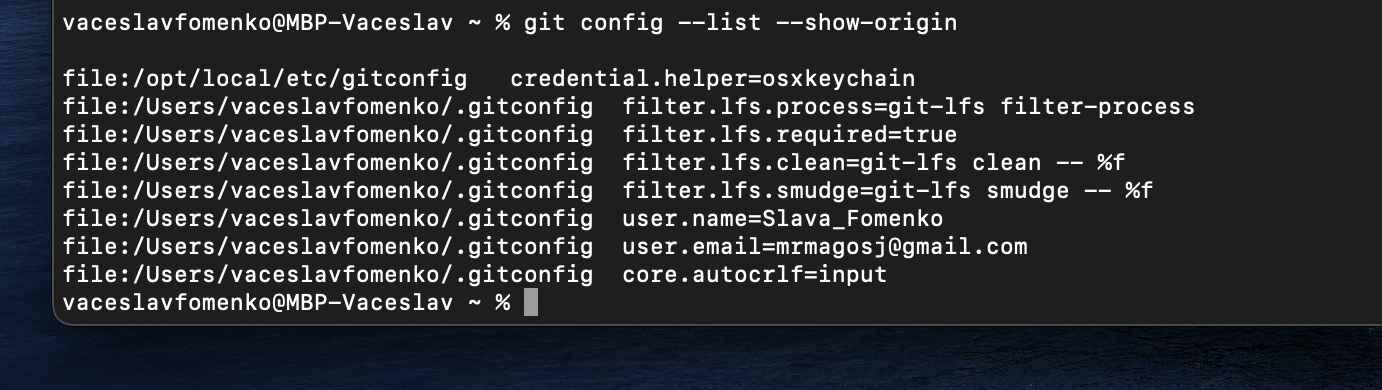 vaceslavfomenko@MBP-Vaceslav ~ % git config --list --show-origin
file:/opt/local/etc/gitconfig credential.helper=osxkeychain
file:/Users/vaceslavfomenko/.gitconfig filter.lfs.process=git-lfs filter-process
file:/Users/vaceslavfomenko/.gitconfig filter.lfs.required=true
file:/Users/vaceslavfomenko/.gitconfig filter.lfs.clean=git-lfs clean -- %f
file:/Users/vaceslavfomenko/.gitconfig filter.lfs.smudge=git-lfs smudge -- %f
file:/Users/vaceslavfomenko/.gitconfig user.name=Slava_Fomenko
file:/Users/vaceslavfomenko/.gitconfig user.email=mrmagosj@gmail.com
file:/Users/vaceslavfomenko/.gitconfig core.autocrlf=input
vaceslavfomenko@MBP-Vaceslav ~ %